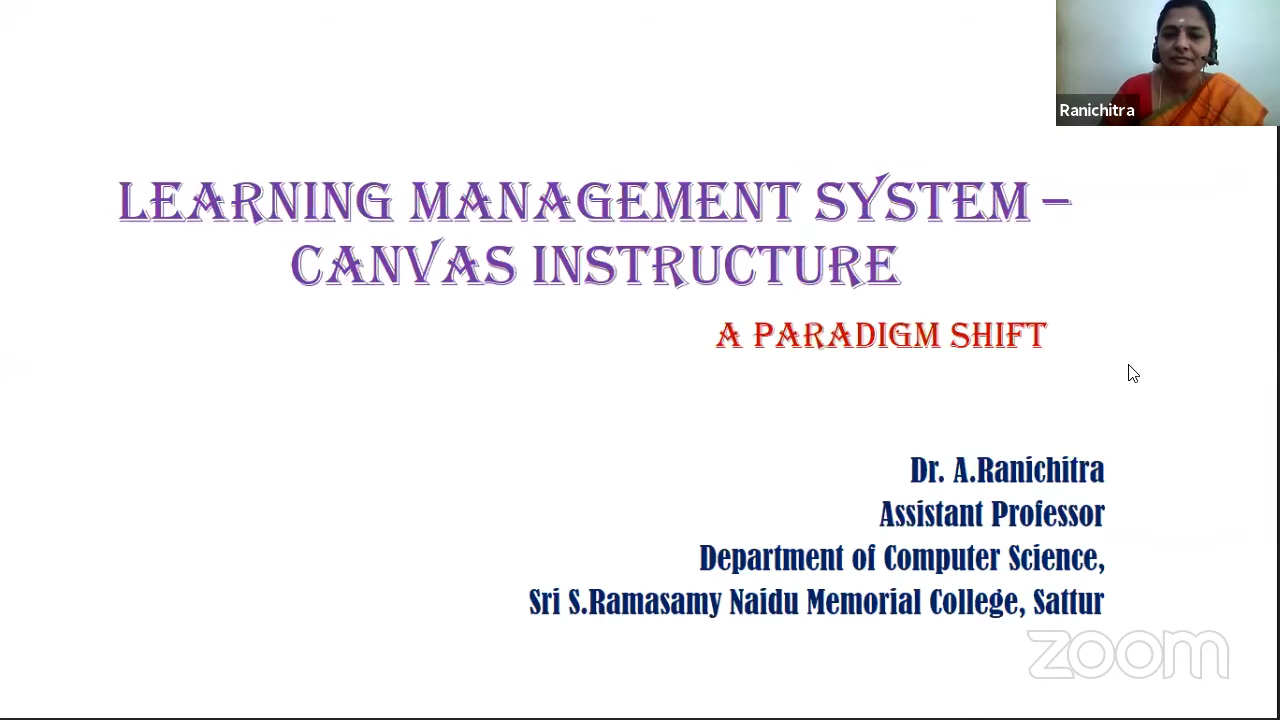 Ranichitra
LEARNING MANAGEMENT SYSTEM –
CANVAS INSTRUCTURE
A PARADIGM SHIFT
Dr. A.Ranichitra
Assistant Professor
Department of Computer Science,
Sri S.Ramasamy Naidu Memorial College, Sattur
zoom